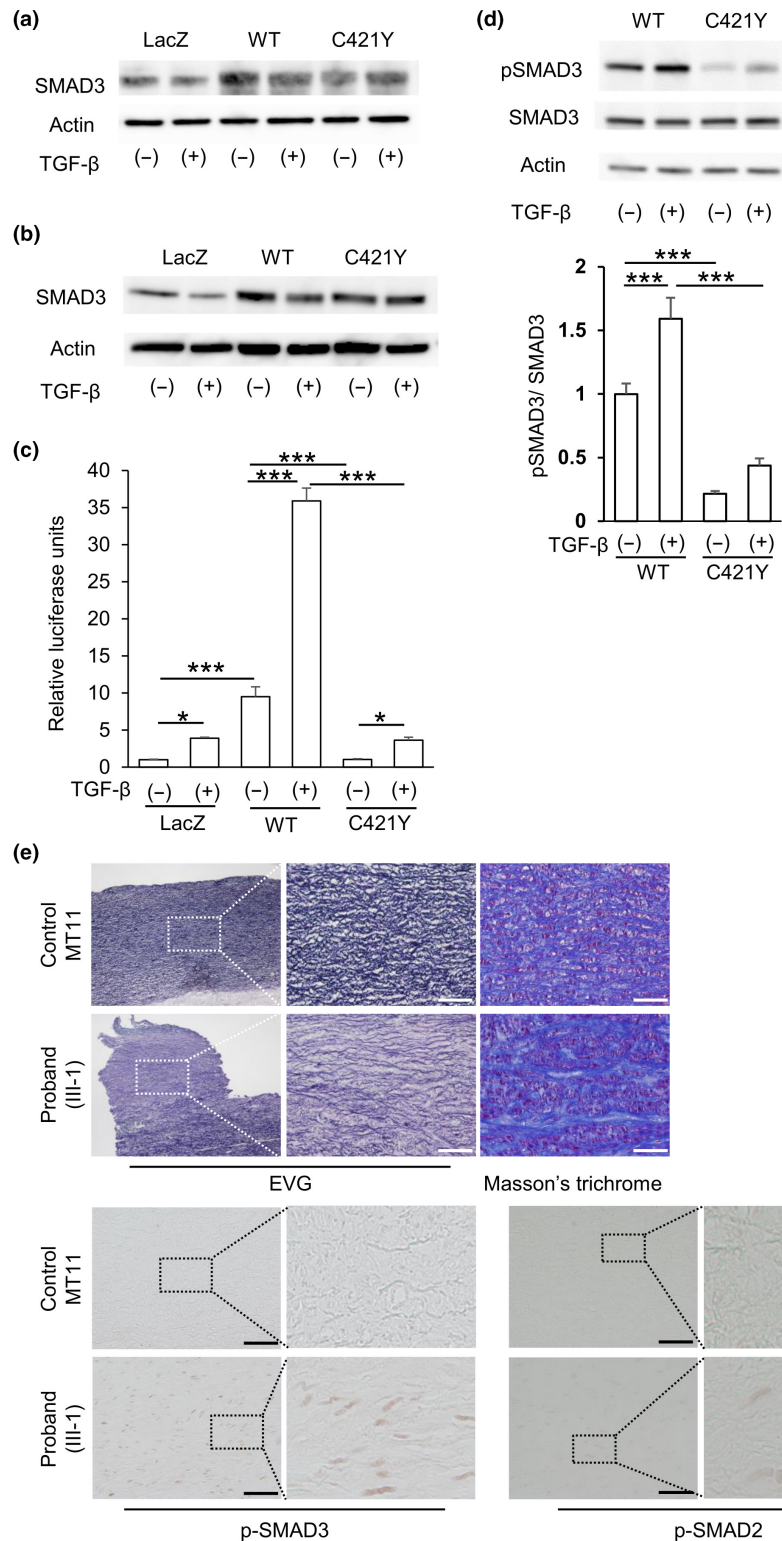 (a)
LacZ WT C421Y
SMAD3
Actin
TGF-β (–) (+) (–) (+) (–) (+)
(b)
LacZ WT C421Y
SMAD3
Actin
TGF-β (–) (+) (–) (+) (–) (+)
(c)
Relative luciferase units
40
35
30
25
20
15
10
5
0
***
***
***
***
*
*
TGF-β (–) (+) (–) (+) (–) (+)
LacZ WT C421Y
(d)
WT C421Y
pSMAD3
SMAD3
Actin
TGF-β (–) (+) (–) (+)
pSMAD3/ SMAD3
2
1.5
1
0.5
0
***
***
***
TGF-β (–) (+) (–) (+)
WT C421Y
(e)
Control
MT11
Proband
(III-1)
EVG Masson's trichrome
Control
MT11
Proband
(III-1)
p-SMAD3 p-SMAD2